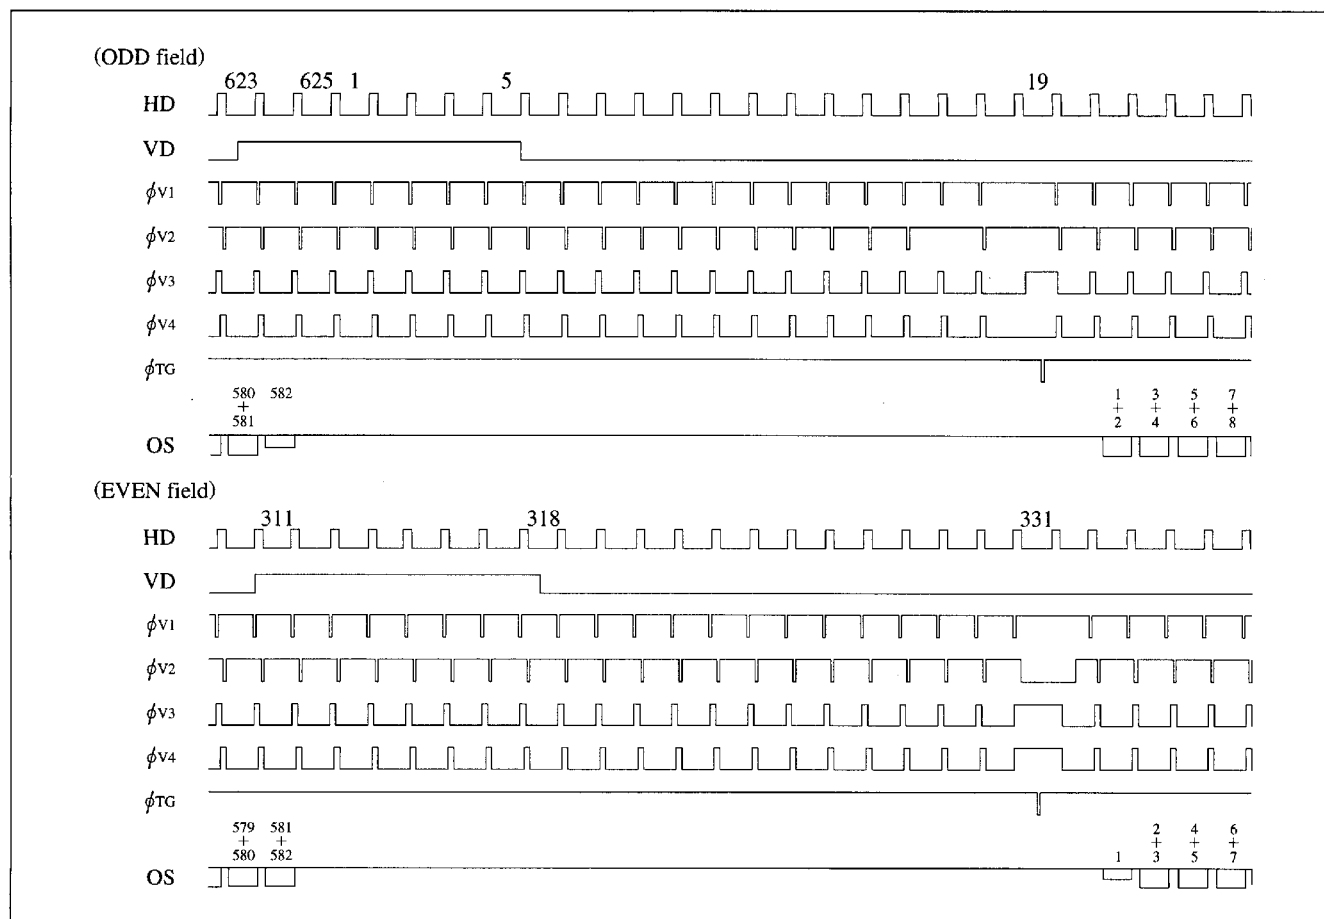 (ODD field)
623 625 1 5 19
HD
VD
ϕV1
ϕV2
ϕV3
ϕV4
ϕTG
580 582 1 3 5 7
+ + + + +
581 2 4 6 8
OS
(EVEN field)
311 318 331
HD
VD
ϕV1
ϕV2
ϕV3
ϕV4
ϕTG
579 581 2 4 6
+ + + + +
580 582 1 3 5 7
OS